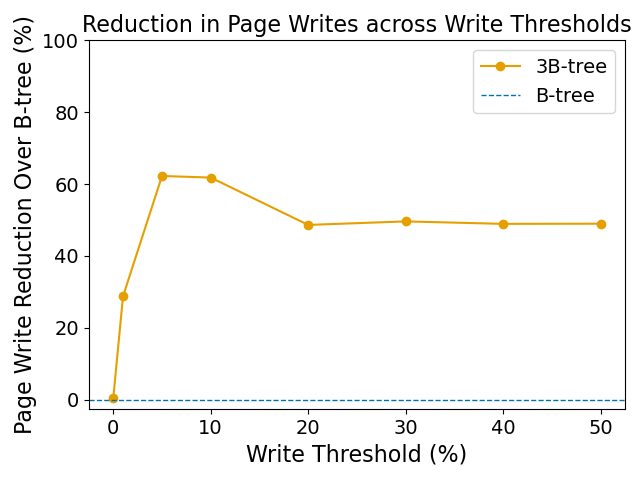 Reduction in Page Writes across Write Thresholds
Page Write Reduction Over B-tree (%)
100
80
60
40
20
0
3B-tree
B-tree
0 10 20 30 40 50
Write Threshold (%)